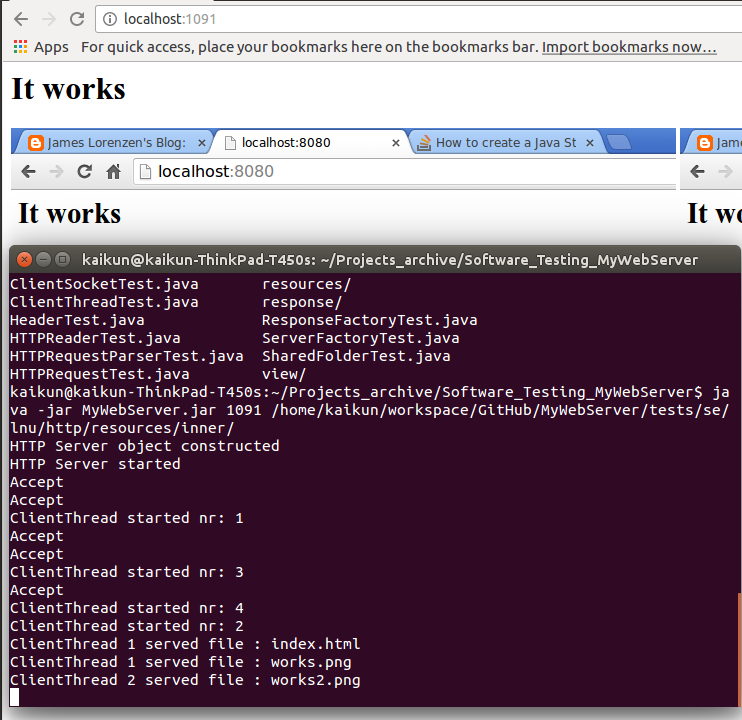 localhost:1091
Apps For quick access, place your bookmarks here on the bookmarks bar. Import bookmarks now…
It works
James Lorenzen's Blog: localhost:8080 How to create a Java St
localhost:8080
It works It wo
kaikun@kaikun-ThinkPad-T450s: ~/Projects_archive/Software_Testing_MyWebServer
ClientSocketTest.java resources/
ClientThreadTest.java response/
HeaderTest.java ResponseFactoryTest.java
HTTPReaderTest.java ServerFactoryTest.java
HTTPRequestParserTest.java SharedFolderTest.java
HTTPRequestTest.java view/
kaikun@kaikun-ThinkPad-T450s:~/Projects_archive/Software_Testing_MyWebServer$ ja
va -jar MyWebServer.jar 1091 /home/kaikun/workspace/GitHub/MyWebServer/tests/se/
lnu/http/resources/inner/
HTTP Server object constructed
HTTP Server started
Accept
Accept
ClientThread started nr: 1
Accept
Accept
ClientThread started nr: 3
Accept
ClientThread started nr: 4
ClientThread started nr: 2
ClientThread 1 served file : index.html
ClientThread 1 served file : works.png
ClientThread 2 served file : works2.png